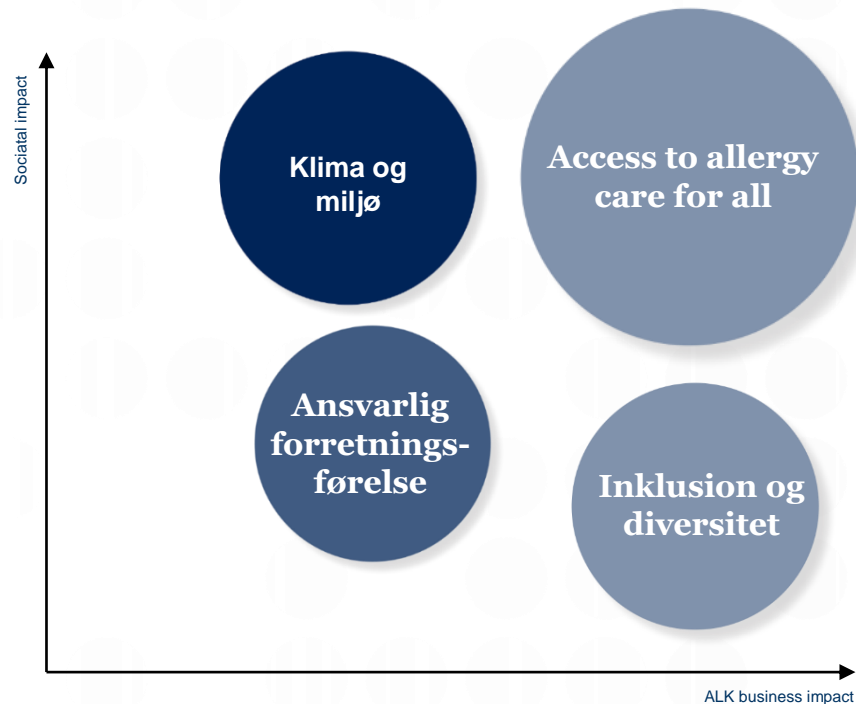 Sociatal impact
Klima og
miljø
Access to allergy
care for all
Ansvarlig
forretnings-
førelse
Inklusion og
diversitet
ALK business impact